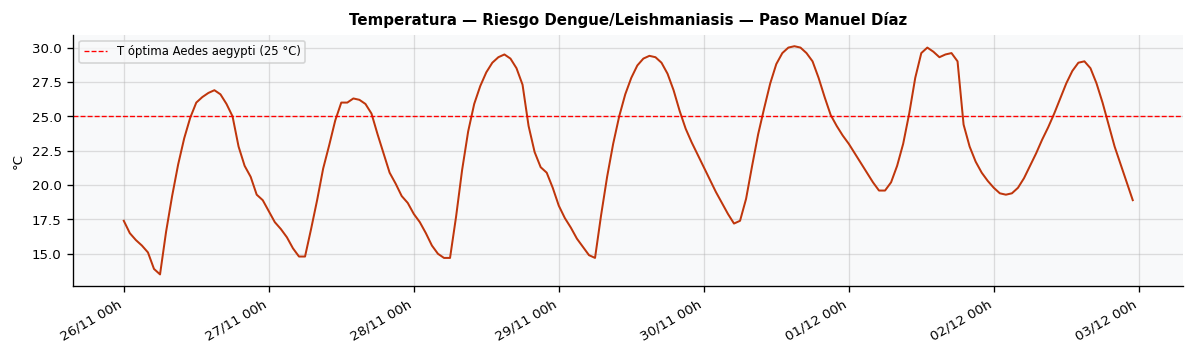 Temperatura — Riesgo Dengue/Leishmaniasis — Paso Manuel Díaz
T óptima Aedes aegypti (25 °C)
°C
30.0
27.5
25.0
22.5
20.0
17.5
15.0
26/11 00h
27/11 00h
28/11 00h
29/11 00h
30/11 00h
01/12 00h
02/12 00h
03/12 00h